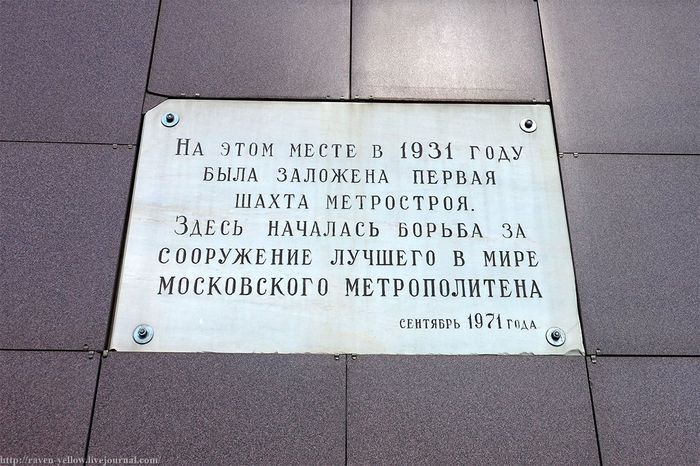 На этом месте в 1931 году
была заложена первая
шахта метростроя.
Здесь началась борьба за
сооружение лучшего в мире
московского метрополитена
сентябрь 1971 года
http://raven-yellow.livejournal.com/